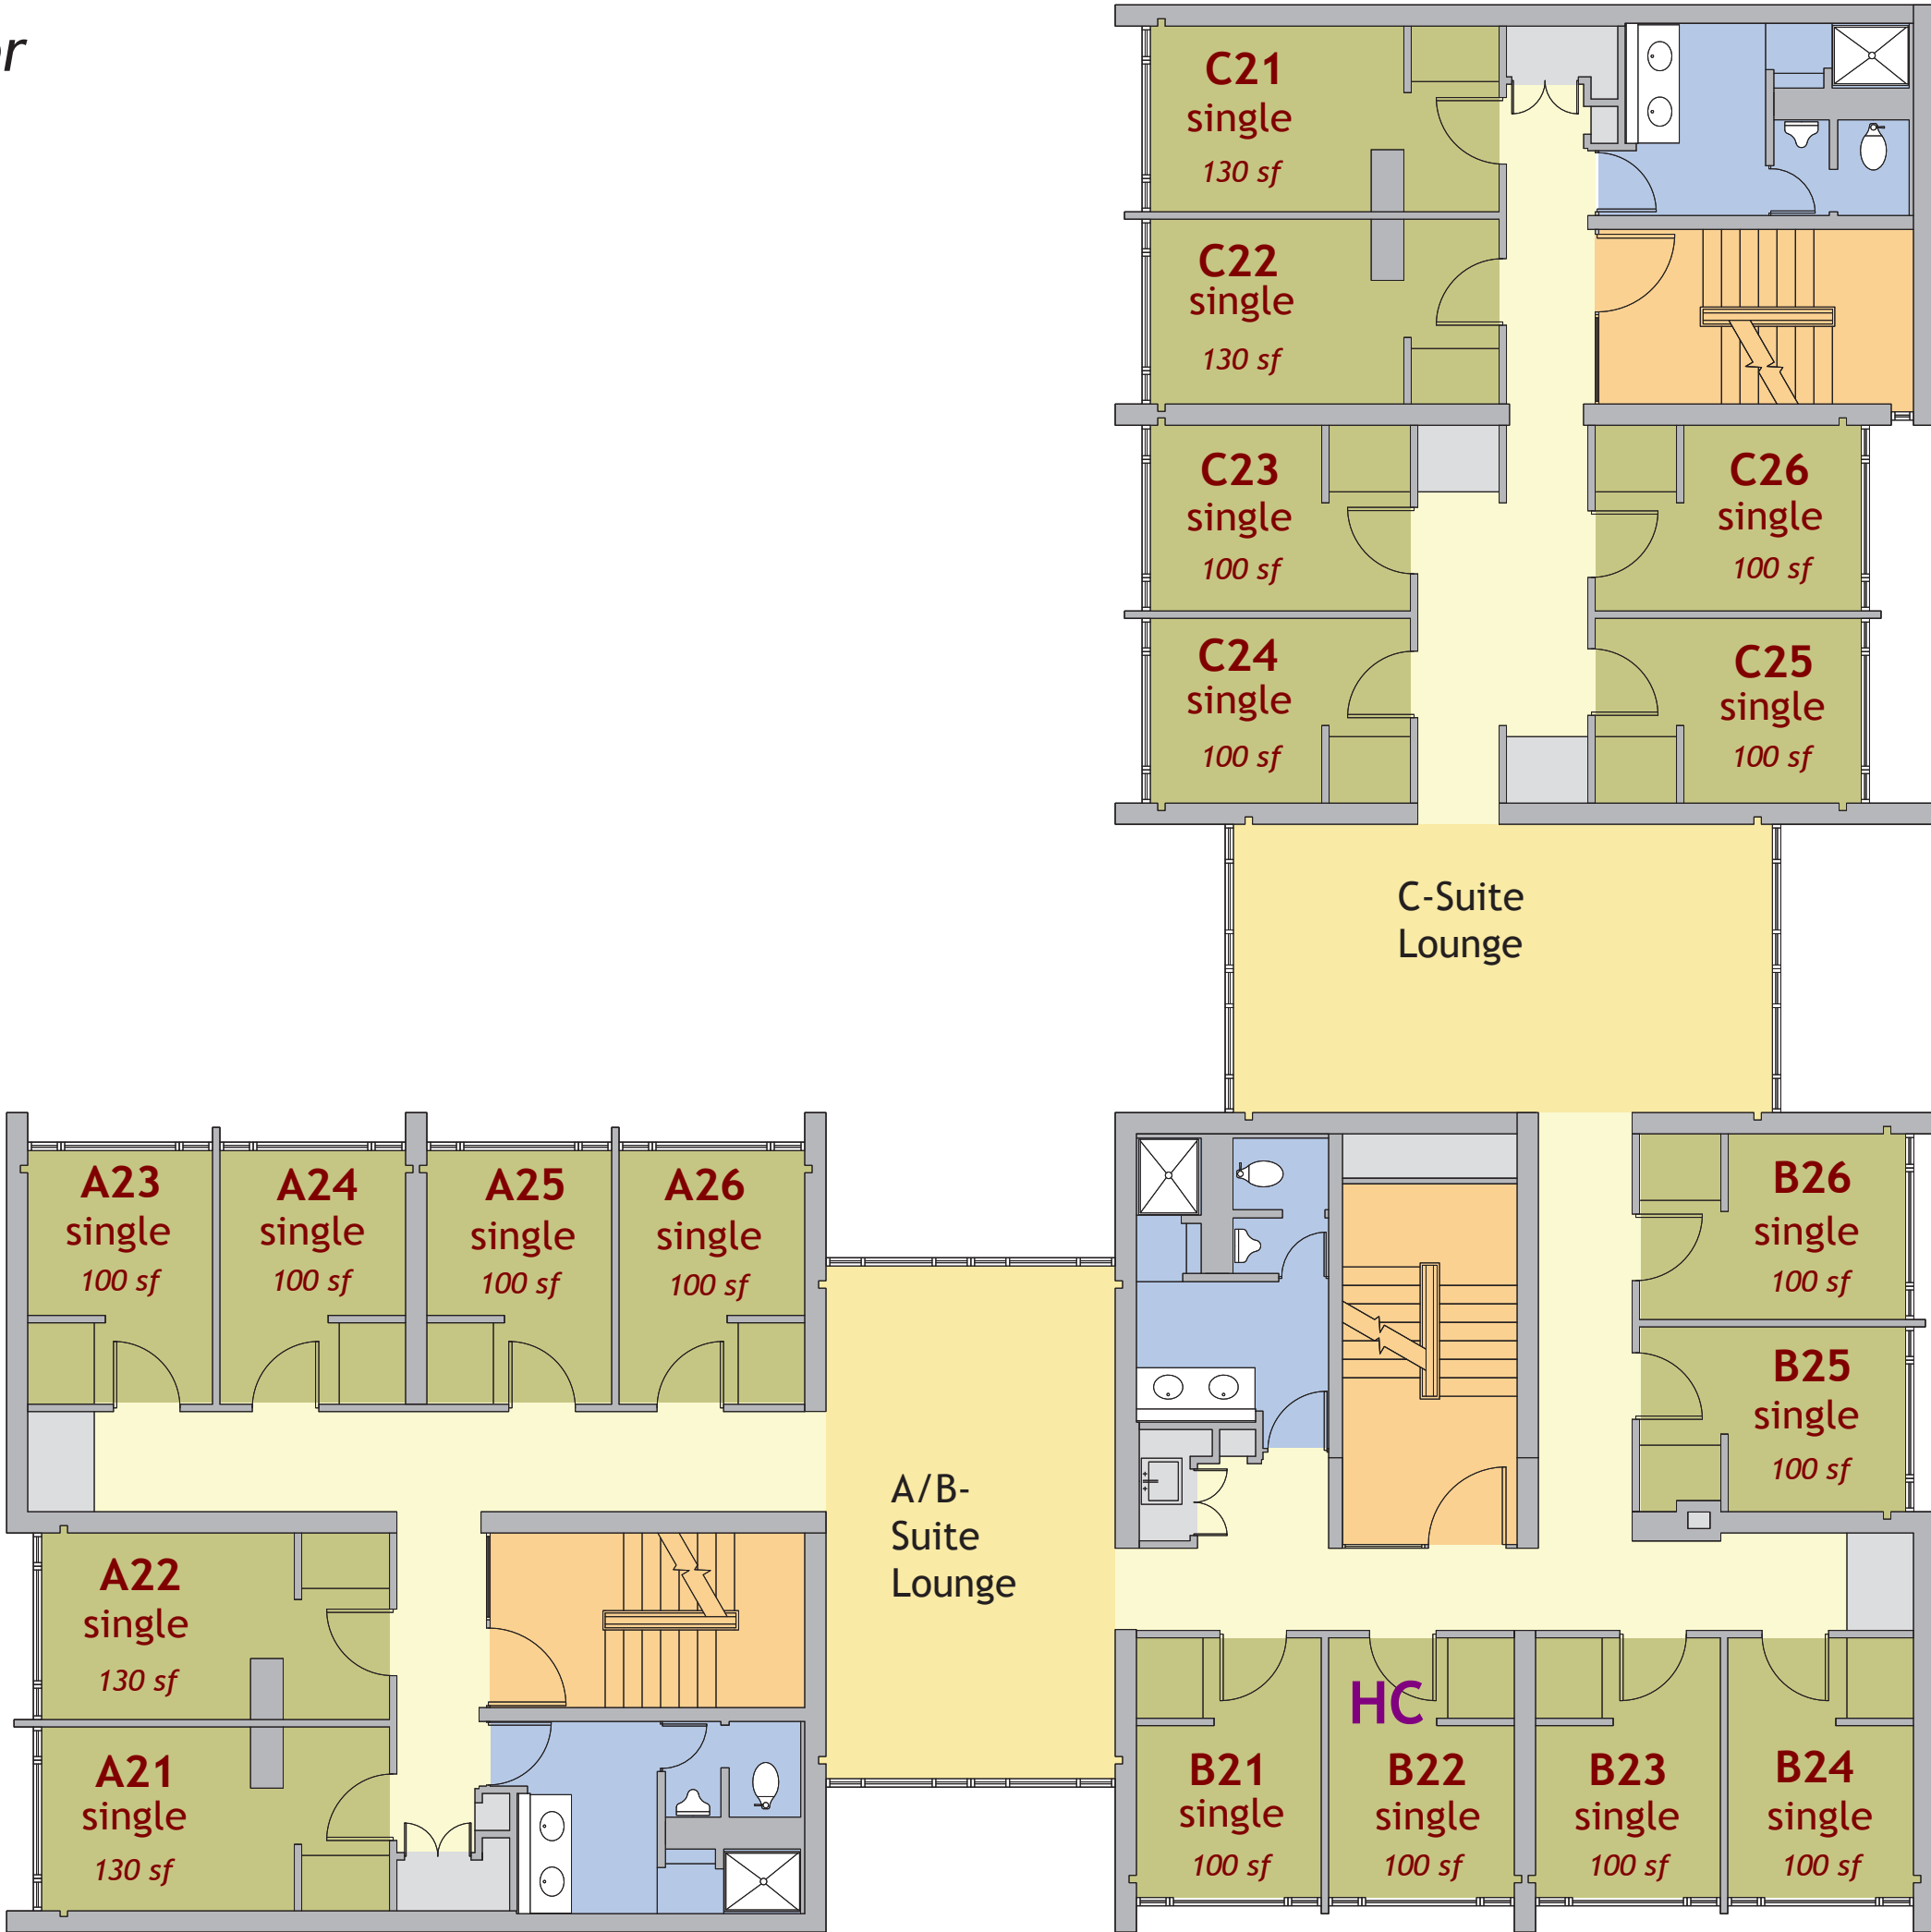 C21
single
130 sf
C22
single
130 sf
C23
single
100 sf
C26
single
100 sf
C24
single
100 sf
C25
single
100 sf
C-Suite
Lounge
A23
single
100 sf
A24
single
100 sf
A25
single
100 sf
A26
single
100 sf
B26
single
100 sf
B25
single
100 sf
A/B-
Suite
Lounge
A22
single
130 sf
A21
single
130 sf
HC
B21
single
100 sf
B22
single
100 sf
B23
single
100 sf
B24
single
100 sf